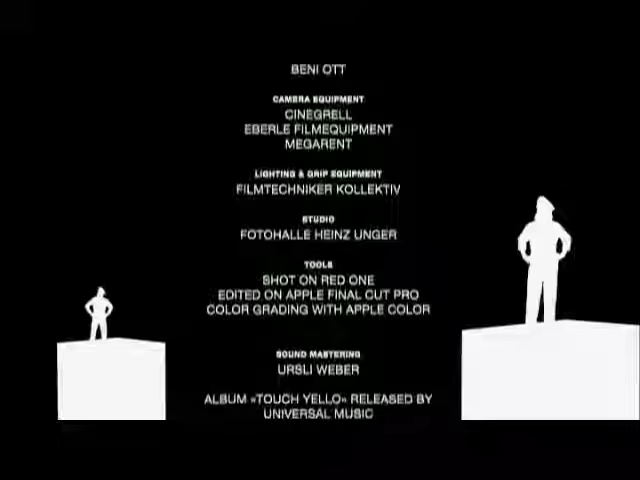 BENI OTT
CAMERA EQUIPMENT
CINEGRELL
EBERLE FILMEQUIPMENT
MEGARENT
LIGHTING & GRIP EQUIPMENT
FILMTECHNIKER KOLLEKTIV
STUDIO
FOTOHALLE HEINZ UNGER
TOOLS
SHOT ON RED ONE
EDITED ON APPLE FINAL CUT PRO
COLOR GRADING WITH APPLE COLOR
SOUND MASTERING
URSLI WEBER
ALBUM «TOUCH YELLO» RELEASED BY
UNIVERSAL MUSIC